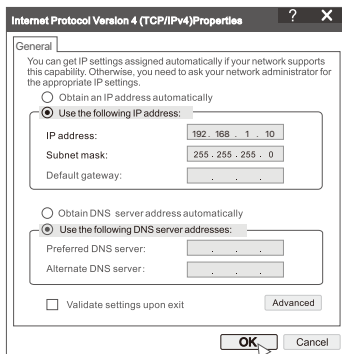 Internet Protocol Version 4 (TCP/IPv4)Properties ? X
General
You can get IP settings assigned automatically if your network supports
this capability. Otherwise, you need to ask your network administrator for
the appropriate IP settings.
Obtain an IP address automatically
Use the following IP address:
IP address: 192. 168 . 1 . 10
Subnet mask: 255 . 255 . 255 . 0
Default gateway: . . .
Obtain DNS server address automatically
Use the following DNS server addresses:
Preferred DNS server: . . .
Alternate DNS server: . . .
Validate settings upon exit Advanced
OK Cancel